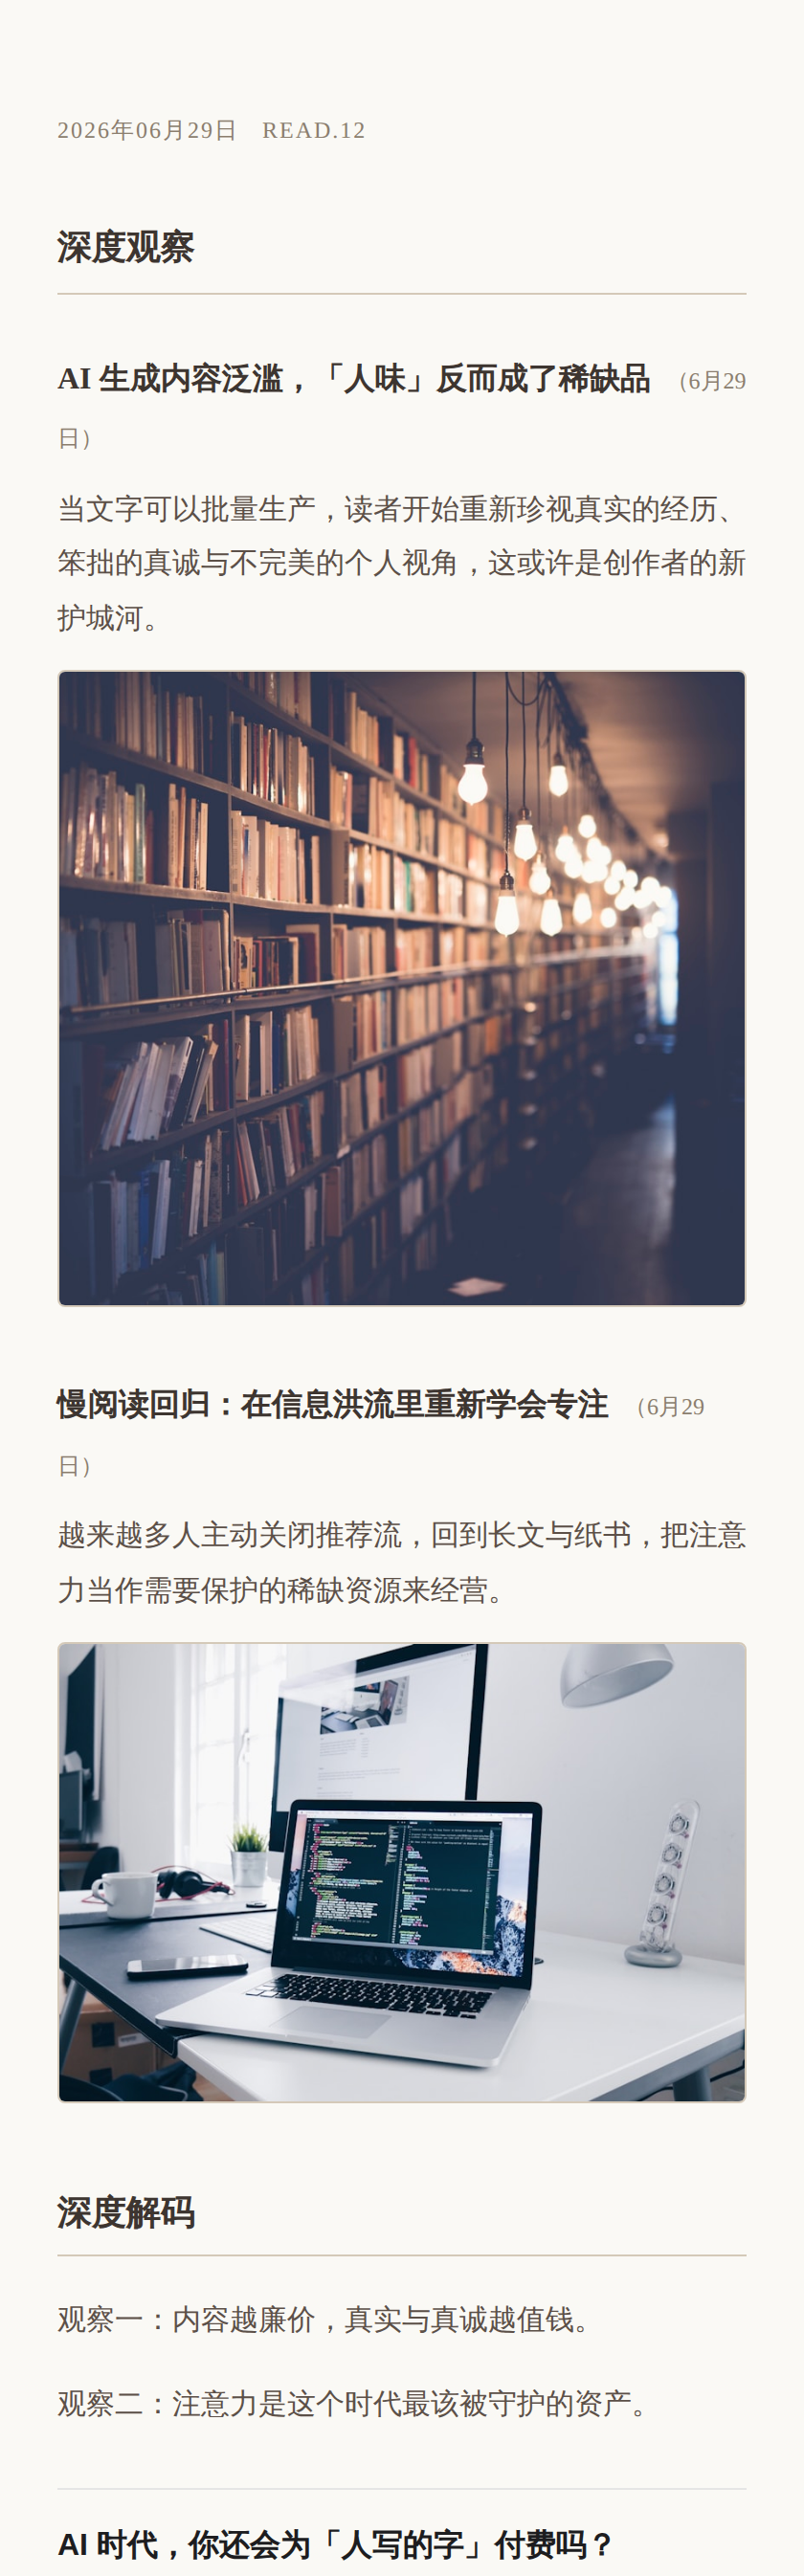 2026年06月29日 READ.12
深度观察
AI 生成内容泛滥，「人味」反而成了稀缺品 （6月29
日）
当文字可以批量生产，读者开始重新珍视真实的经历、
笨拙的真诚与不完美的个人视角，这或许是创作者的新
护城河。
慢阅读回归：在信息洪流里重新学会专注 （6月29
日）
越来越多人主动关闭推荐流，回到长文与纸书，把注意
力当作需要保护的稀缺资源来经营。
深度解码
观察一：内容越廉价，真实与真诚越值钱。
观察二：注意力是这个时代最该被守护的资产。
AI 时代，你还会为「人写的字」付费吗？